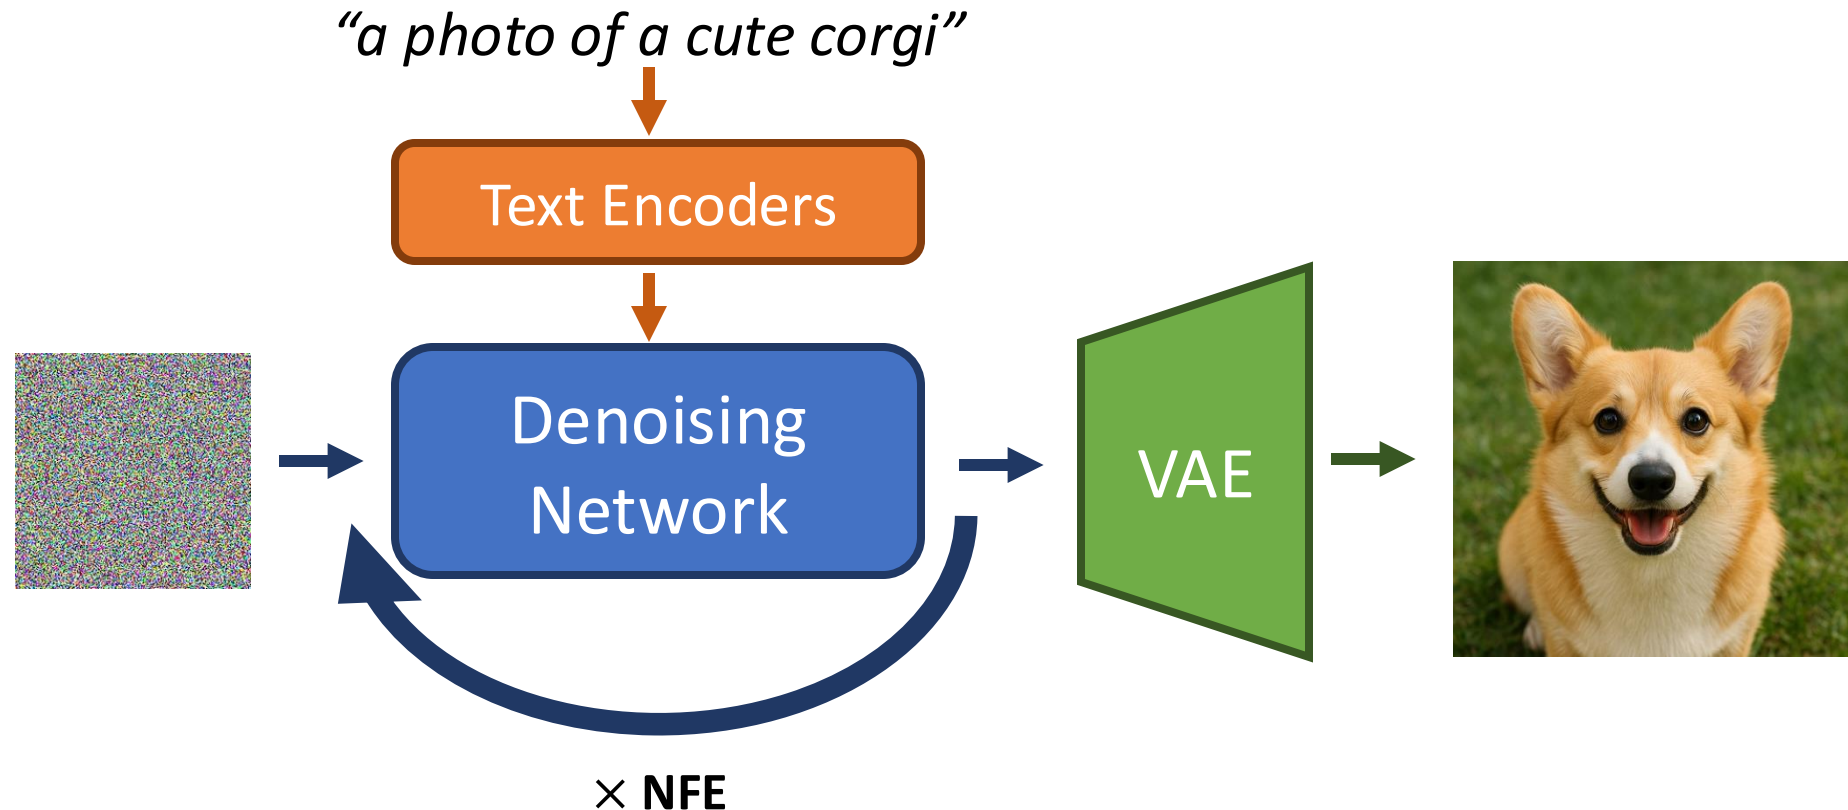 “a photo of a cute corgi”
Text Encoders
Denoising
Network
VAE
× NFE